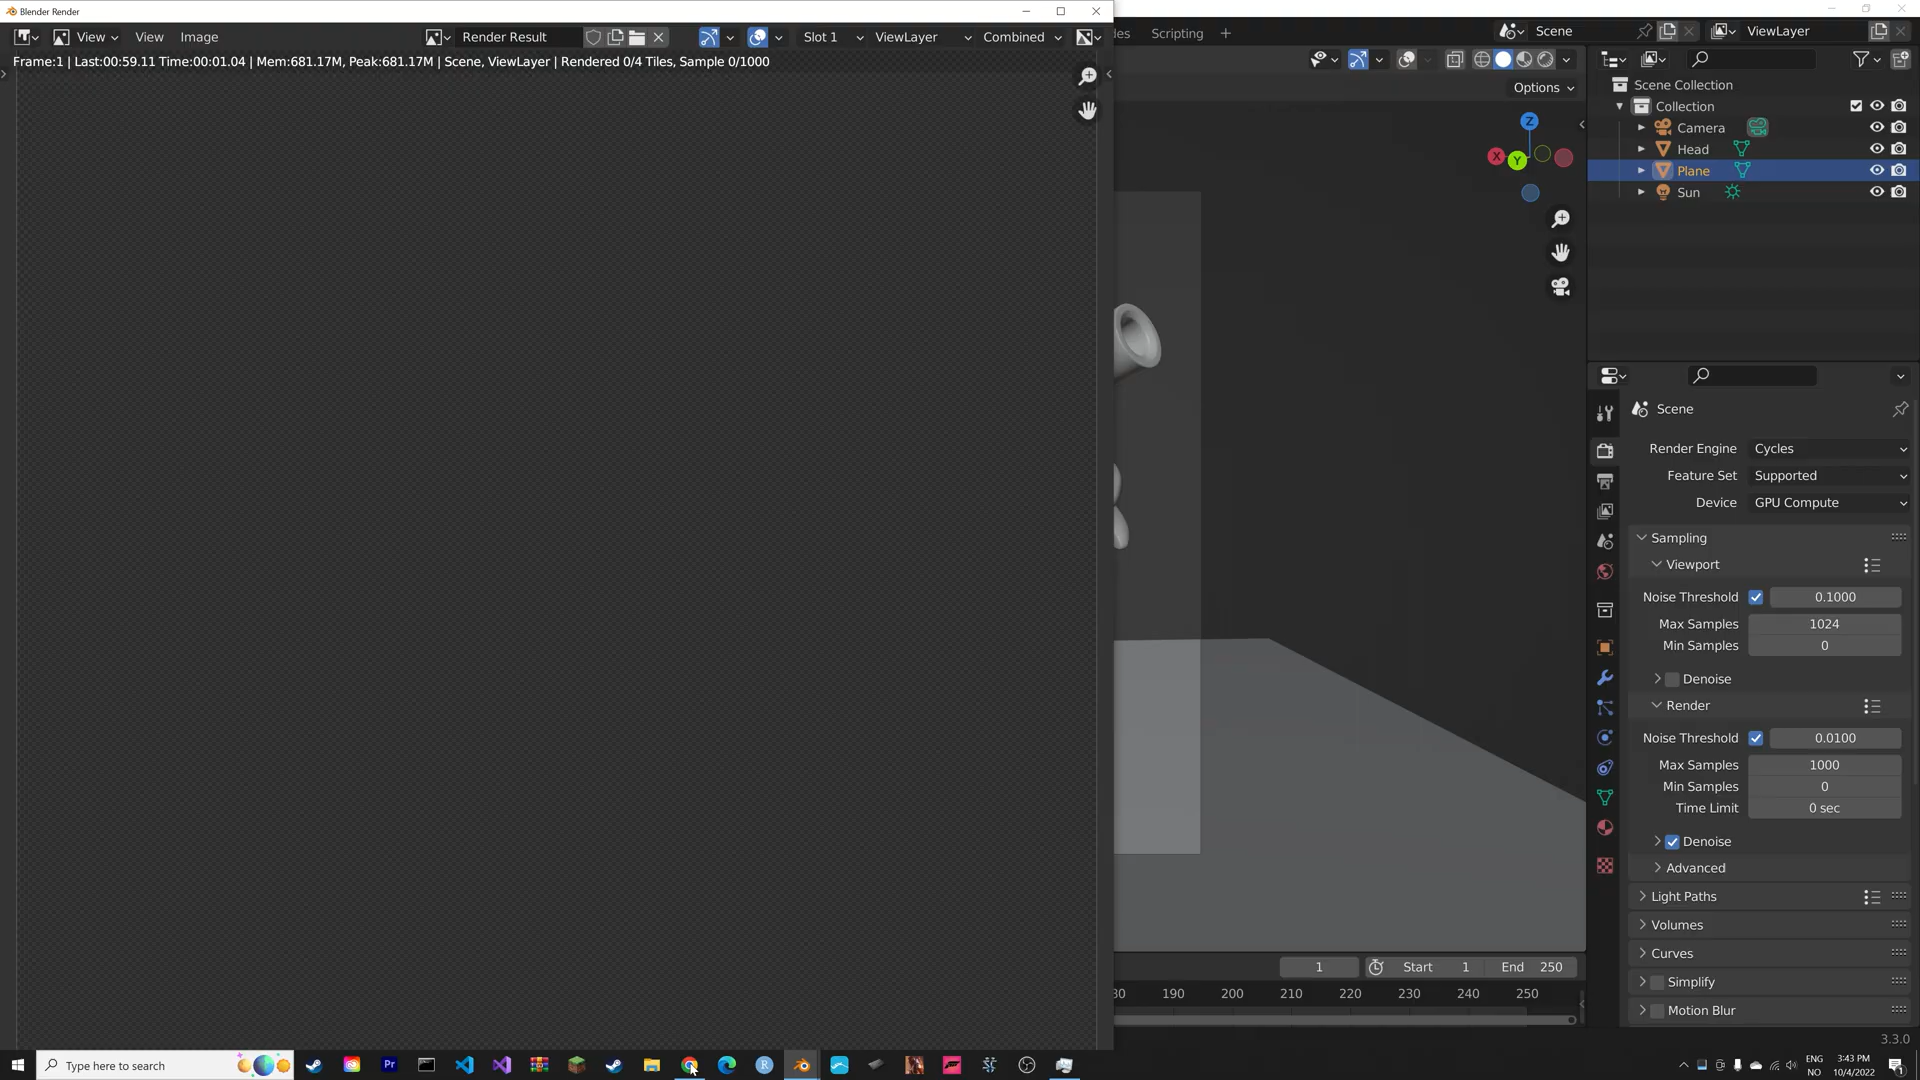 Blender Render
View
View
Image
Render Result
Slot 1
ViewLayer
Combined
Frame:1 | Last:00:59.11 Time:00:01.04 | Mem:681.17M, Peak:681.17M | Scene, ViewLayer | Rendered 0/4 Tiles, Sample 0/1000
Scripting
+
Scene
ViewLayer
Options
Z
X
Y
Scene Collection
Collection
Camera
Head
Plane
Sun
Scene
Render Engine Cycles
Feature Set Supported
Device GPU Compute
Sampling
Viewport
Noise Threshold 0.1000
Max Samples 1024
Min Samples 0
Denoise
Render
Noise Threshold 0.0100
Max Samples 1000
Min Samples 0
Time Limit 0 sec
Denoise
Advanced
Light Paths
Volumes
Curves
Simplify
Motion Blur
1
Start 1
End 250
190 200 210 220 230 240 250
3.3.0
Type here to search
Pr
R
ENG
NO
3:43 PM
10/4/2022
1